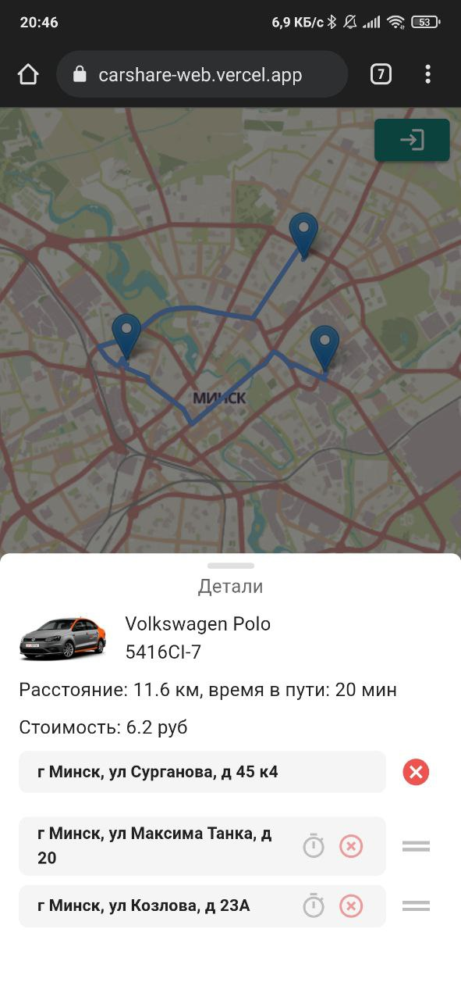 20:46
6,9 КБ/с
53
carshare-web.vercel.app
7
МИНСК
Детали
Volkswagen Polo
5416CI-7
Расстояние: 11.6 км, время в пути: 20 мин
Стоимость: 6.2 руб
г Минск, ул Сурганова, д 45 к4
г Минск, ул Максима Танка, д
20
г Минск, ул Козлова, д 23А